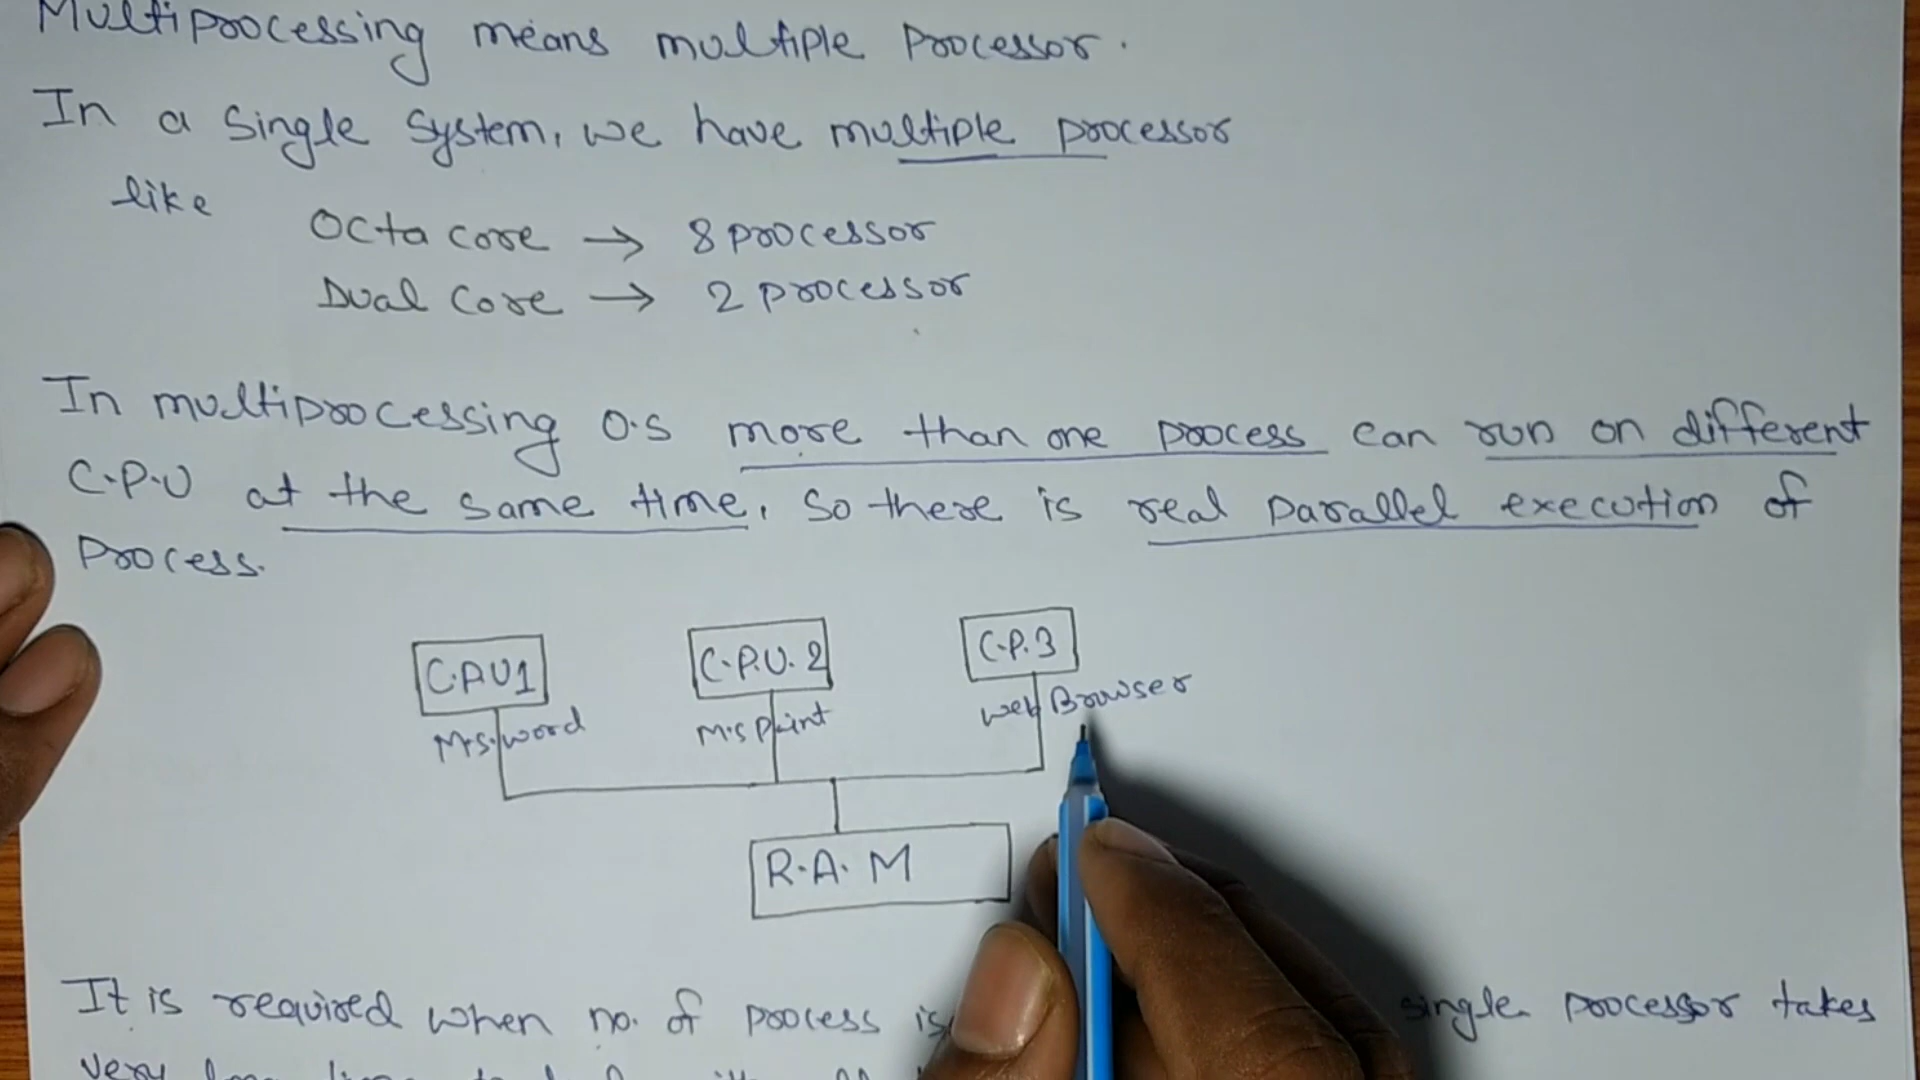 Multiprocessing means multiple processor.
In a single system, we have multiple processor
like
Octa core → 8 processor
Dual core → 2 processor
In multiprocessing O.S more than one process can run on different
C.P.U at the same time. So there is real parallel execution of
Process.
C.P.U 1
C.P.U. 2
C.P.3
M.S. word
M.S Paint
Web Browser
R.A.M
It is required when no. of process is single processor takes
very